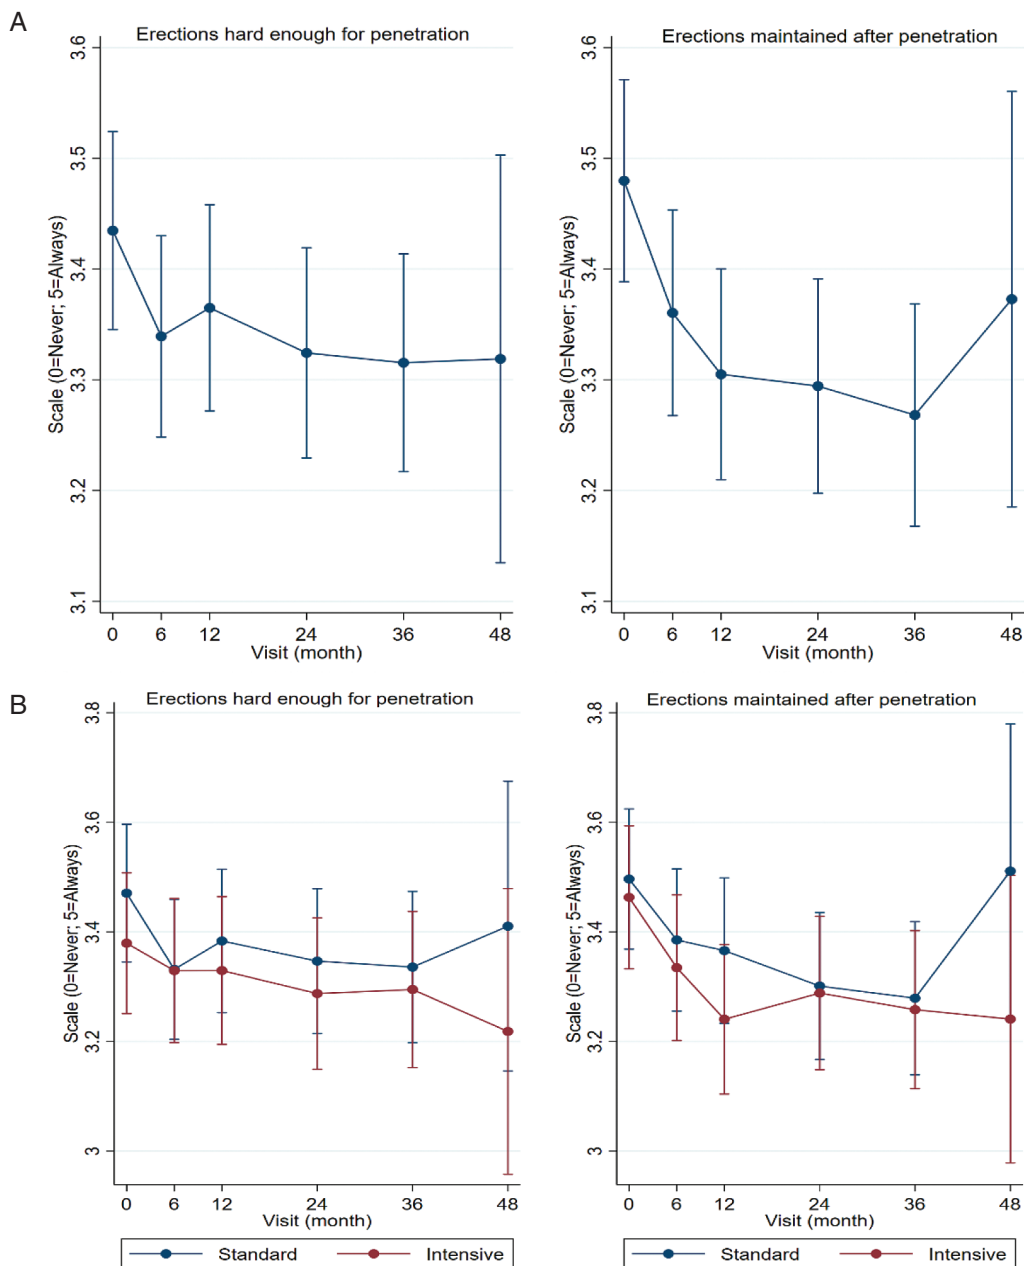 A
Erections hard enough for penetration
Scale (0=Never; 5=Always)
3.6
3.5
3.4
3.3
3.2
3.1
0 6 12 24 36 48
Visit (month)
Erections maintained after penetration
Scale (0=Never; 5=Always)
3.6
3.5
3.4
3.3
3.2
3.1
0 6 12 24 36 48
Visit (month)
B
Erections hard enough for penetration
Scale (0=Never; 5=Always)
3.8
3.6
3.4
3.2
3
0 6 12 24 36 48
Visit (month)
Standard Intensive
Erections maintained after penetration
Scale (0=Never; 5=Always)
3.8
3.6
3.4
3.2
3
0 6 12 24 36 48
Visit (month)
Standard Intensive